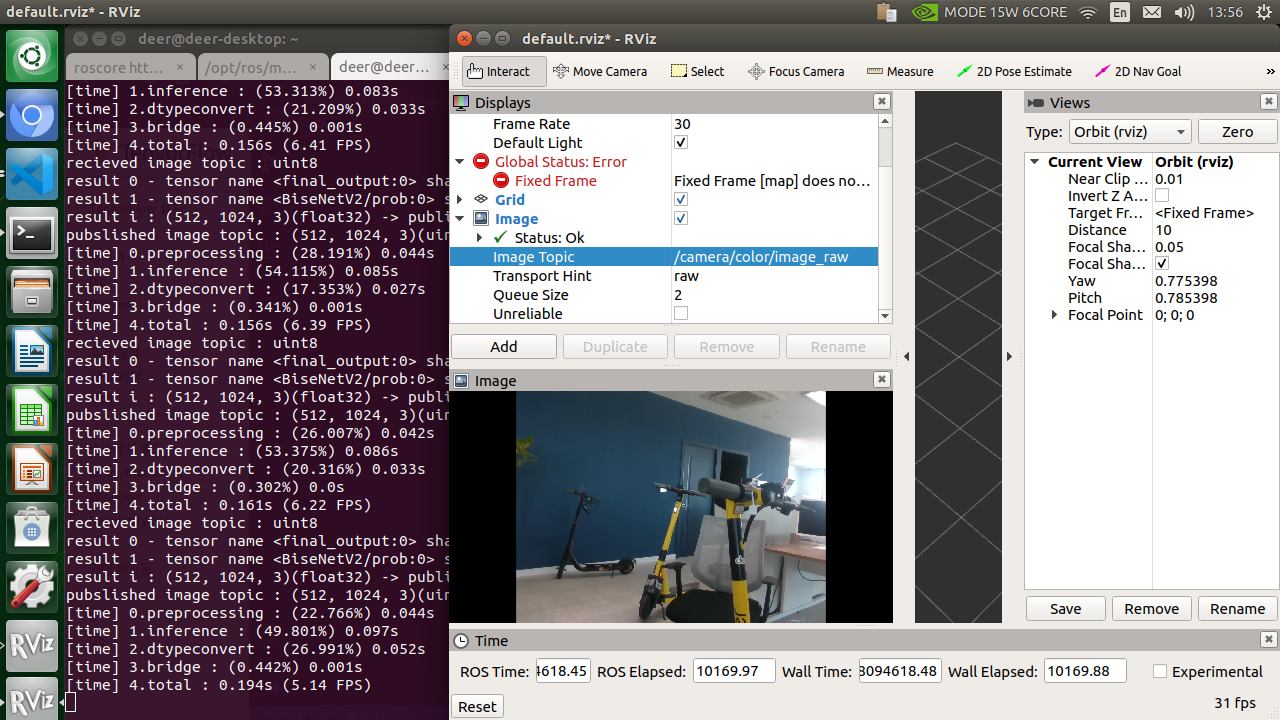 default.rviz* - RViz
MODE 15W 6CORE
En
13:56
deer@deer-desktop: ~
roscore htt...
/opt/ros/m...
deer@deer...
[time] 1.inference : (53.313%) 0.083s
[time] 2.dtypeconvert : (21.209%) 0.033s
[time] 3.bridge : (0.445%) 0.001s
[time] 4.total : 0.156s (6.41 FPS)
recieved image topic : uint8
result 0 - tensor name <final_output:0> sha
result 1 - tensor name <BiseNetV2/prob:0> s
result i : (512, 1024, 3)(float32) -> publi
pubslished image topic : (512, 1024, 3)(uin
[time] 0.preprocessing : (28.191%) 0.044s
[time] 1.inference : (54.115%) 0.085s
[time] 2.dtypeconvert : (17.353%) 0.027s
[time] 3.bridge : (0.341%) 0.001s
[time] 4.total : 0.156s (6.39 FPS)
recieved image topic : uint8
result 0 - tensor name <final_output:0> sha
result 1 - tensor name <BiseNetV2/prob:0> s
result i : (512, 1024, 3)(float32) -> publi
pubslished image topic : (512, 1024, 3)(uin
[time] 0.preprocessing : (26.007%) 0.042s
[time] 1.inference : (53.375%) 0.086s
[time] 2.dtypeconvert : (20.316%) 0.033s
[time] 3.bridge : (0.302%) 0.0s
[time] 4.total : 0.161s (6.22 FPS)
recieved image topic : uint8
result 0 - tensor name <final_output:0> sha
result 1 - tensor name <BiseNetV2/prob:0> s
result i : (512, 1024, 3)(float32) -> publi
pubslished image topic : (512, 1024, 3)(uin
[time] 0.preprocessing : (22.766%) 0.044s
[time] 1.inference : (49.801%) 0.097s
[time] 2.dtypeconvert : (26.991%) 0.052s
[time] 3.bridge : (0.442%) 0.001s
[time] 4.total : 0.194s (5.14 FPS)
RViz
RViz
default.rviz* - RViz
Interact
Move Camera
Select
Focus Camera
Measure
2D Pose Estimate
2D Nav Goal
»
Displays
Frame Rate 30
Default Light
Global Status: Error
Fixed Frame Fixed Frame [map] does no...
Grid
Image
Status: Ok
Image Topic /camera/color/image_raw
Transport Hint raw
Queue Size 2
Unreliable
Add
Duplicate
Remove
Rename
Image
Views
Type: Orbit (rviz) Zero
Current View Orbit (rviz)
Near Clip ... 0.01
Invert Z A...
Target Fr... <Fixed Frame>
Distance 10
Focal Sha... 0.05
Focal Sha...
Yaw 0.775398
Pitch 0.785398
Focal Point 0; 0; 0
Save
Remove
Rename
Time
ROS Time: 4618.45 ROS Elapsed: 10169.97 Wall Time: 8094618.48 Wall Elapsed: 10169.88 Experimental
Reset
31 fps